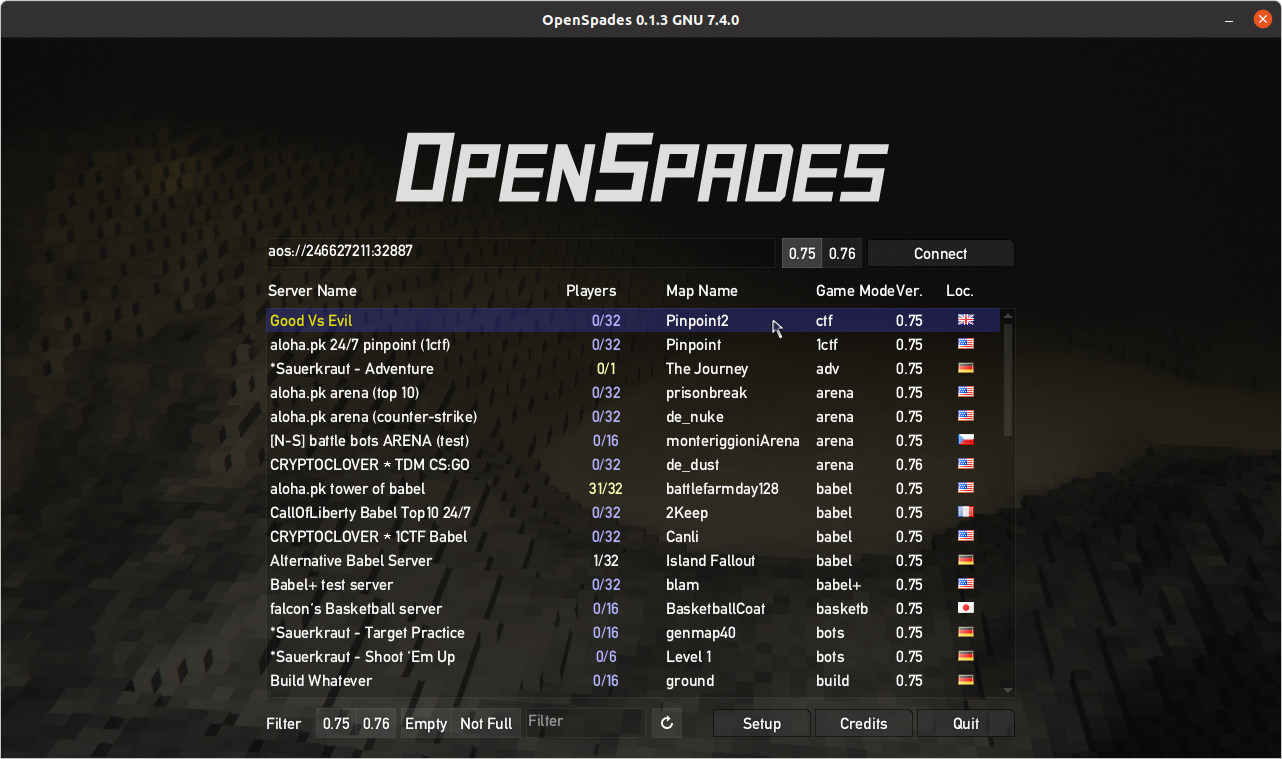 OpenSpades 0.1.3 GNU 7.4.0
OPENSPADES
aos://246627211:32887 0.75 0.76 Connect
Server Name Players Map Name Game Mode Ver. Loc.
Good Vs Evil 0/32 Pinpoint2 ctf 0.75
aloha.pk 24/7 pinpoint (1ctf) 0/32 Pinpoint 1ctf 0.75
*Sauerkraut - Adventure 0/1 The Journey adv 0.75
aloha.pk arena (top 10) 0/32 prisonbreak arena 0.75
aloha.pk arena (counter-strike) 0/32 de_nuke arena 0.75
[N-S] battle bots ARENA (test) 0/16 monteriggioniArena arena 0.75
CRYPTOCLOVER * TDM CS:GO 0/32 de_dust arena 0.76
aloha.pk tower of babel 31/32 battlefarmday128 babel 0.75
CallOfLiberty Babel Top10 24/7 0/32 2Keep babel 0.75
CRYPTOCLOVER * 1CTF Babel 0/32 Canli babel 0.75
Alternative Babel Server 1/32 Island Fallout babel 0.75
Babel+ test server 0/32 blam babel+ 0.75
falcon's Basketball server 0/16 BasketballCoat basketb 0.75
*Sauerkraut - Target Practice 0/16 genmap40 bots 0.75
*Sauerkraut - Shoot 'Em Up 0/6 Level 1 bots 0.75
Build Whatever 0/16 ground build 0.75
Filter 0.75 0.76 Empty Not Full Filter Setup Credits Quit